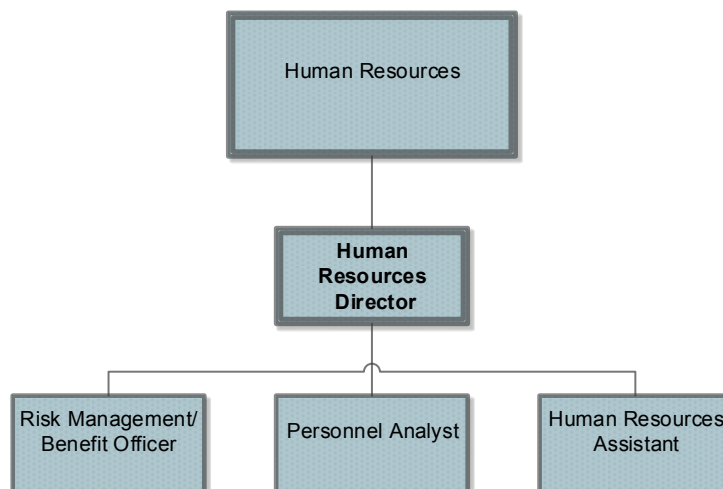 Human Resources
Human
Resources
Director
Risk Management/
Benefit Officer
Personnel Analyst
Human Resources
Assistant